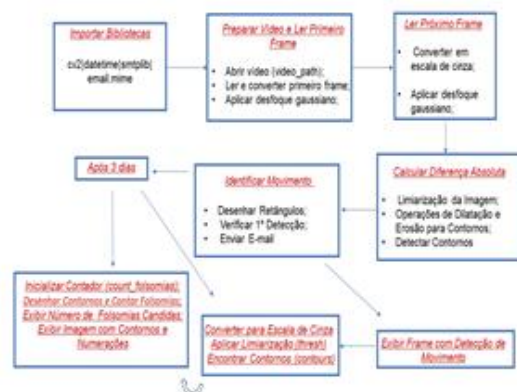 Importar Bibliotecas
cv2|datetime|smtplib|
email.mime
Preparar Vídeo e Ler Primeiro
Frame
• Abrir vídeo (video_path);
• Ler e converter primeiro frame;
• Aplicar desfoque gaussiano;
Ler Próximo Frame
• Converter em
escala de cinza;
• Aplicar desfoque
gaussiano;
Calcular Diferença Absoluta
• Limiarização da Imagem;
• Operações de Dilatação e
Erosão para Contornos;
• Detectar Contornos
Identificar Movimento
• Desenhar Retângulos;
• Verificar 1ª Detecção;
• Enviar E-mail
Após 3 dias
Inicializar Contador (count_folsomias);
Desenhar Contornos e Contar Folsomias;
Exibir Número de Folsomias Candidas;
Exibir Imagem com Contornos e
Numerações
Converter para Escala de Cinza
Aplicar Limiarização (thresh)
Encontrar Contornos (contours)
Exibir Frame com Detecção de
Movimento